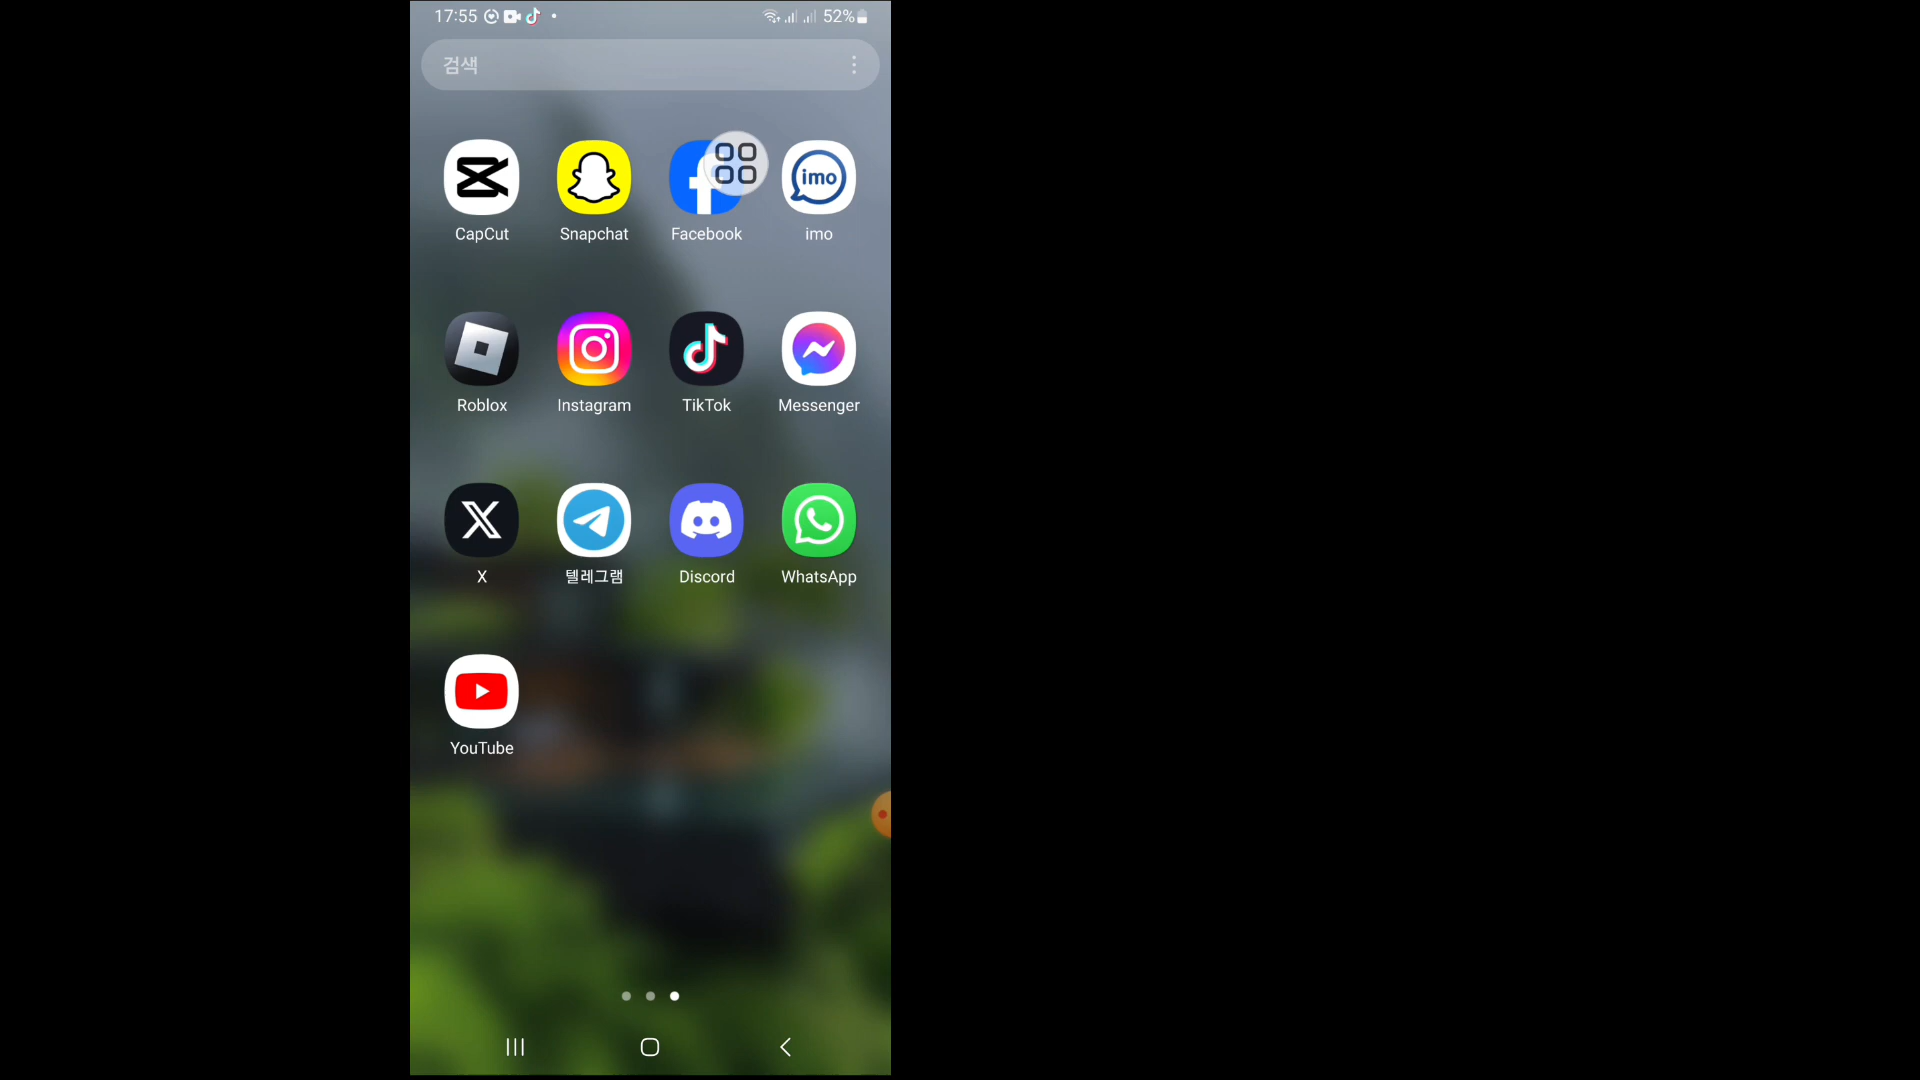 17:55
52%
검색
imo
CapCut
Snapchat
Facebook
imo
Roblox
Instagram
TikTok
Messenger
X
텔레그램
Discord
WhatsApp
YouTube